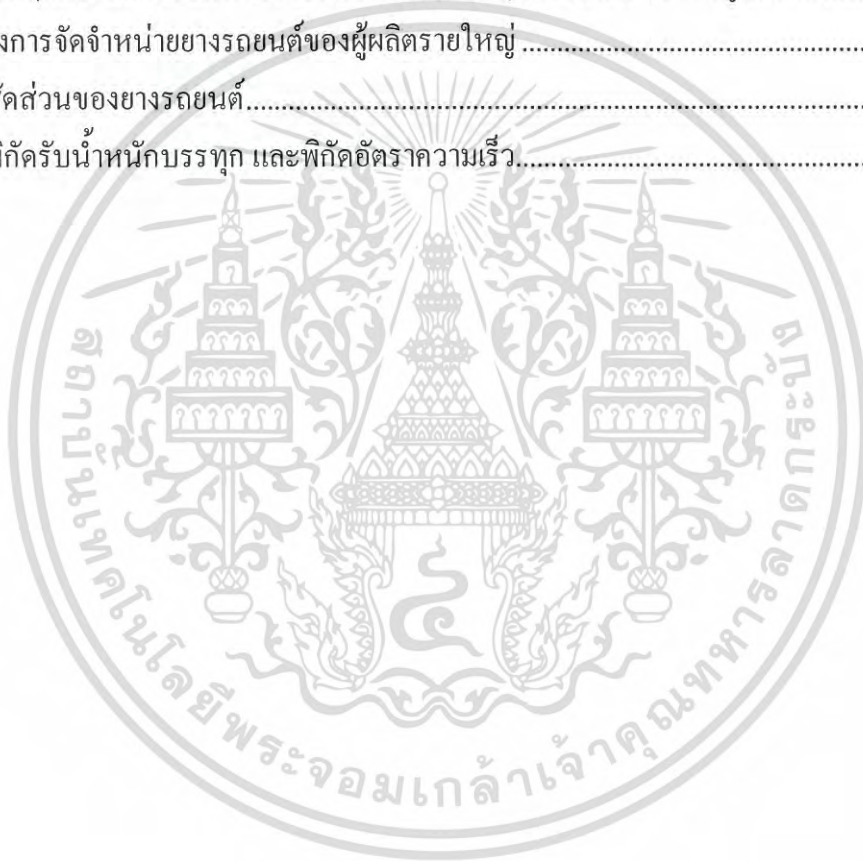 งการจัดจำหน่ายยางรถยนต์ของผู้ผลิตรายใหญ่ ..........................................
ัดส่วนของยางรถยนต์..........................................................................
พิกัดรับน้ำหนักบรรทุก และพิกัดอัตราความเร็ว............................................
สถาบันเทคโนโลยีพระจอมเกล้าเจ้าคุณทหารลาดกระบัง